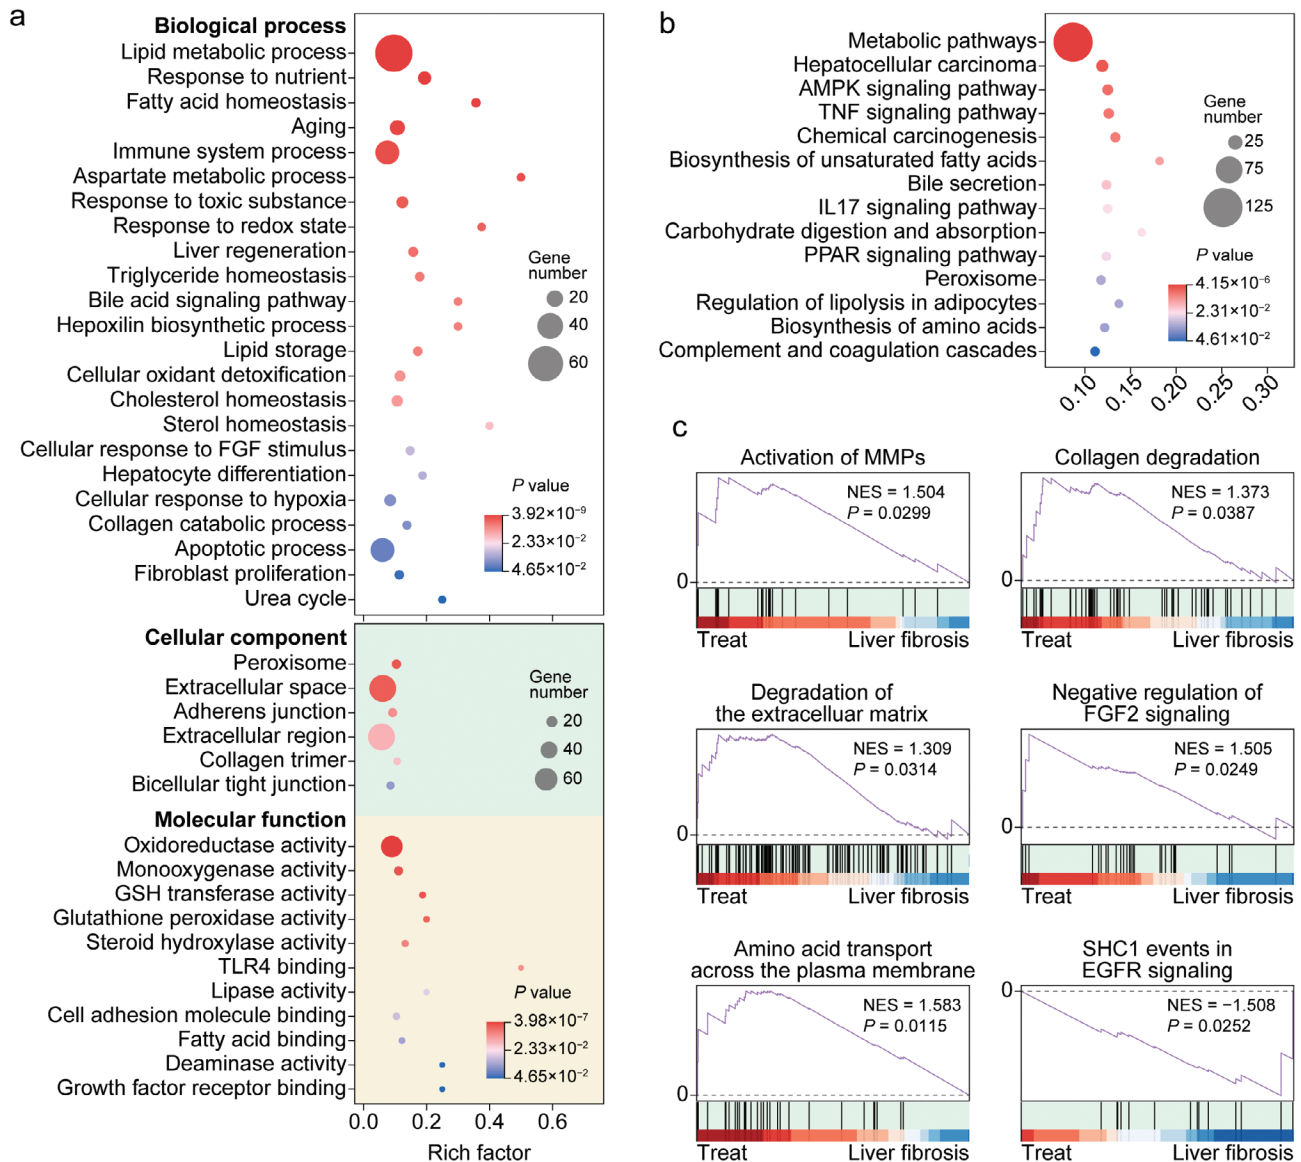 a
Biological process
Lipid metabolic process
Response to nutrient
Fatty acid homeostasis
Aging
Immune system process
Aspartate metabolic process
Response to toxic substance
Response to redox state
Liver regeneration
Triglyceride homeostasis
Bile acid signaling pathway
Hepoxilin biosynthetic process
Lipid storage
Cellular oxidant detoxification
Cholesterol homeostasis
Sterol homeostasis
Cellular response to FGF stimulus
Hepatocyte differentiation
Cellular response to hypoxia
Collagen catabolic process
Apoptotic process
Fibroblast proliferation
Urea cycle
Gene
number
20
40
60
P value
3.92×10⁻⁹
2.33×10⁻²
4.65×10⁻²
Cellular component
Peroxisome
Extracellular space
Adherens junction
Extracellular region
Collagen trimer
Bicellular tight junction
Gene
number
20
40
60
Molecular function
Oxidoreductase activity
Monooxygenase activity
GSH transferase activity
Glutathione peroxidase activity
Steroid hydroxylase activity
TLR4 binding
Lipase activity
Cell adhesion molecule binding
Fatty acid binding
Deaminase activity
Growth factor receptor binding
P value
3.98×10⁻⁷
2.33×10⁻²
4.65×10⁻²
0.0 0.2 0.4 0.6
Rich factor
b
Metabolic pathways
Hepatocellular carcinoma
AMPK signaling pathway
TNF signaling pathway
Chemical carcinogenesis
Biosynthesis of unsaturated fatty acids
Bile secretion
IL17 signaling pathway
Carbohydrate digestion and absorption
PPAR signaling pathway
Peroxisome
Regulation of lipolysis in adipocytes
Biosynthesis of amino acids
Complement and coagulation cascades
Gene
number
25
75
125
P value
4.15×10⁻⁶
2.31×10⁻²
4.61×10⁻²
0.10 0.15 0.20 0.25 0.30
c
Activation of MMPs
NES = 1.504
P = 0.0299
0
Treat Liver fibrosis
Collagen degradation
NES = 1.373
P = 0.0387
0
Treat Liver fibrosis
Degradation of
the extracelluar matrix
NES = 1.309
P = 0.0314
0
Treat Liver fibrosis
Negative regulation of
FGF2 signaling
NES = 1.505
P = 0.0249
0
Treat Liver fibrosis
Amino acid transport
across the plasma membrane
NES = 1.583
P = 0.0115
0
Treat Liver fibrosis
SHC1 events in
EGFR signaling
0
NES = −1.508
P = 0.0252
Treat Liver fibrosis